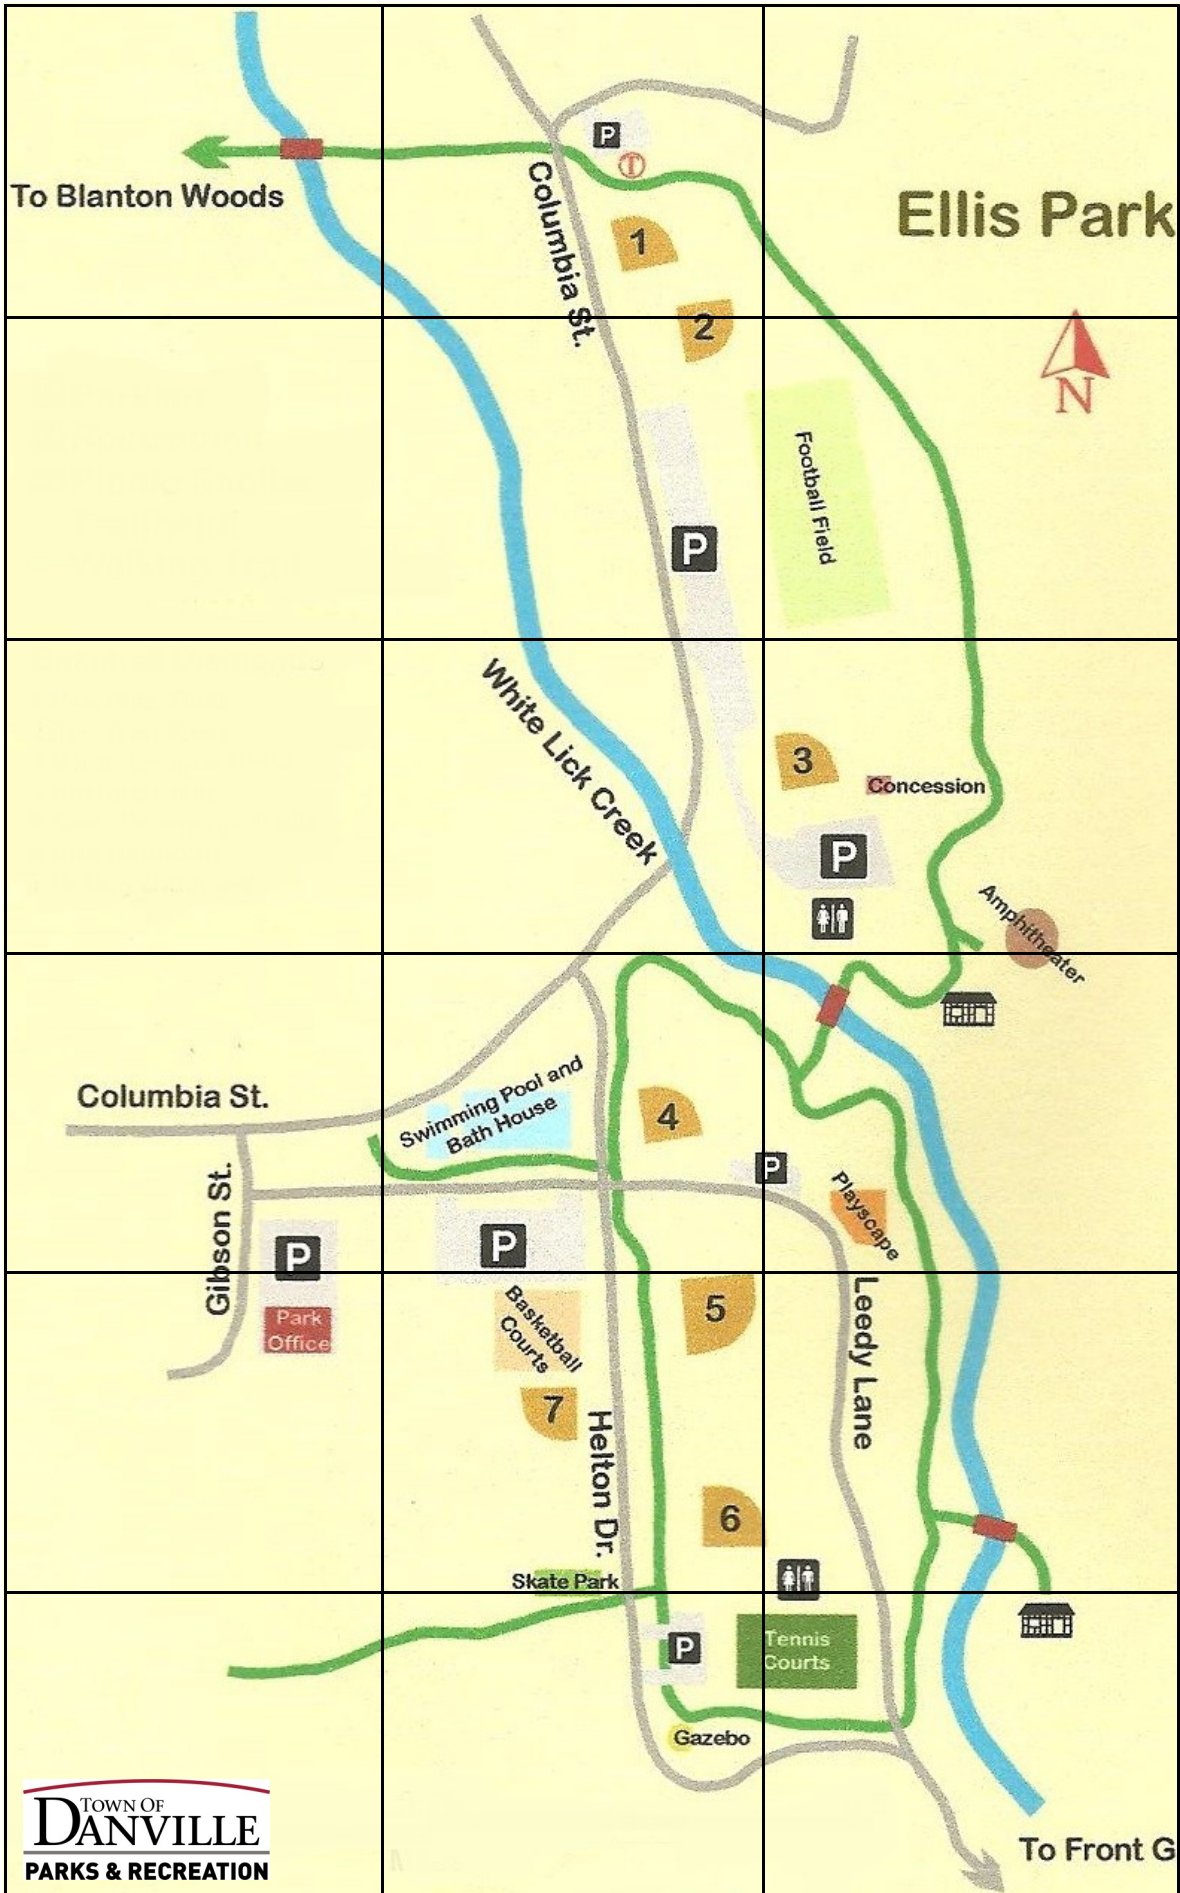 P
T
To Blanton Woods
Columbia St.
Ellis Park
1
2
N
Football Field
P
White Lick Creek
3
Concession
P
Amphitheater
Columbia St.
Swimming Pool and
Bath House
4
P
Playscape
Gibson St.
P
P
Park
Office
Basketball
Courts
5
Leedy Lane
7
Helton Dr.
6
Skate Park
P
Tennis
Courts
Gazebo
TOWN OF
DANVILLE
PARKS & RECREATION
To Front G